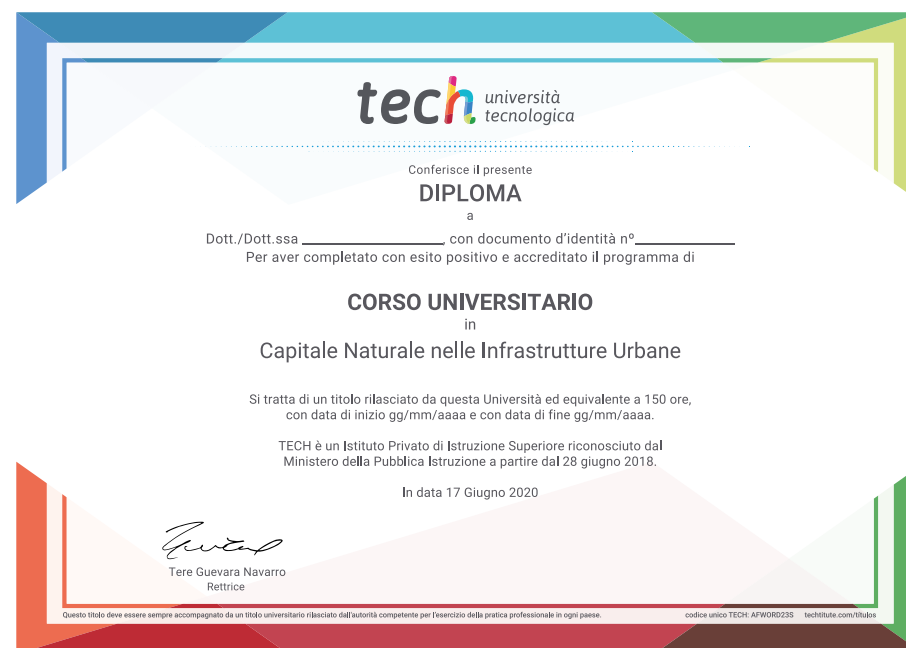 tech università
tecnologica
Conferisce il presente
DIPLOMA
a
Dott./Dott.ssa ____________________, con documento d'identità nº______________
Per aver completato con esito positivo e accreditato il programma di
CORSO UNIVERSITARIO
in
Capitale Naturale nelle Infrastrutture Urbane
Si tratta di un titolo rilasciato da questa Università ed equivalente a 150 ore,
con data di inizio gg/mm/aaaa e con data di fine gg/mm/aaaa.
TECH è un Istituto Privato di Istruzione Superiore riconosciuto dal
Ministero della Pubblica Istruzione a partire dal 28 giugno 2018.
In data 17 Giugno 2020
Tere Guevara Navarro
Rettrice
Questo titolo deve essere sempre accompagnato da un titolo universitario rilasciato dall'autorità competente per l'esercizio della pratica professionale in ogni paese. codice unico TECH: AFWORD23S techtitute.com/títulos